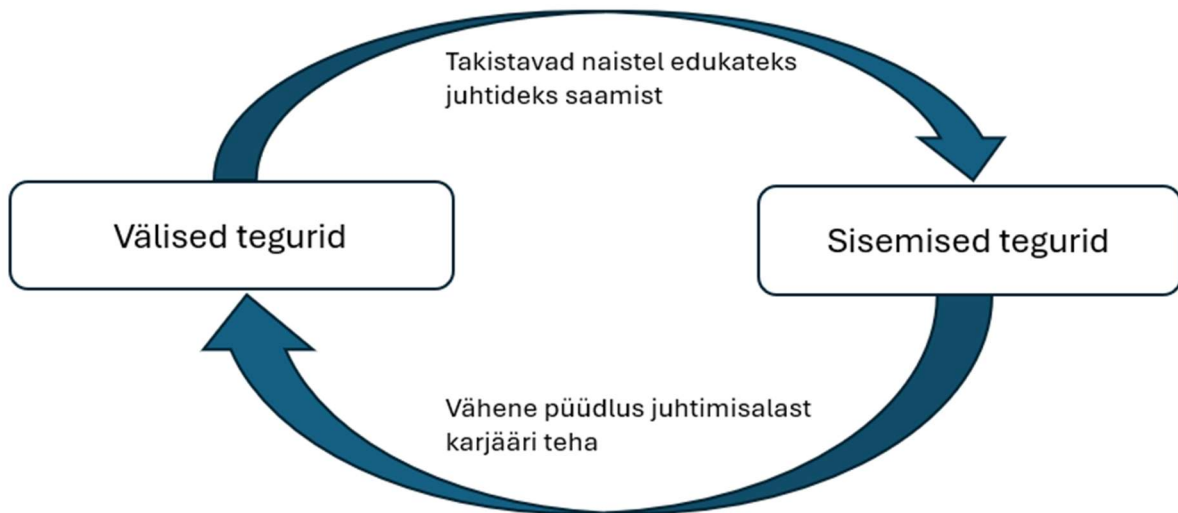 Takistavad naistel edukateks
juhtideks saamist
Välised tegurid
Sisemised tegurid
Vähene püüdlus juhtimisalast
karjääri teha